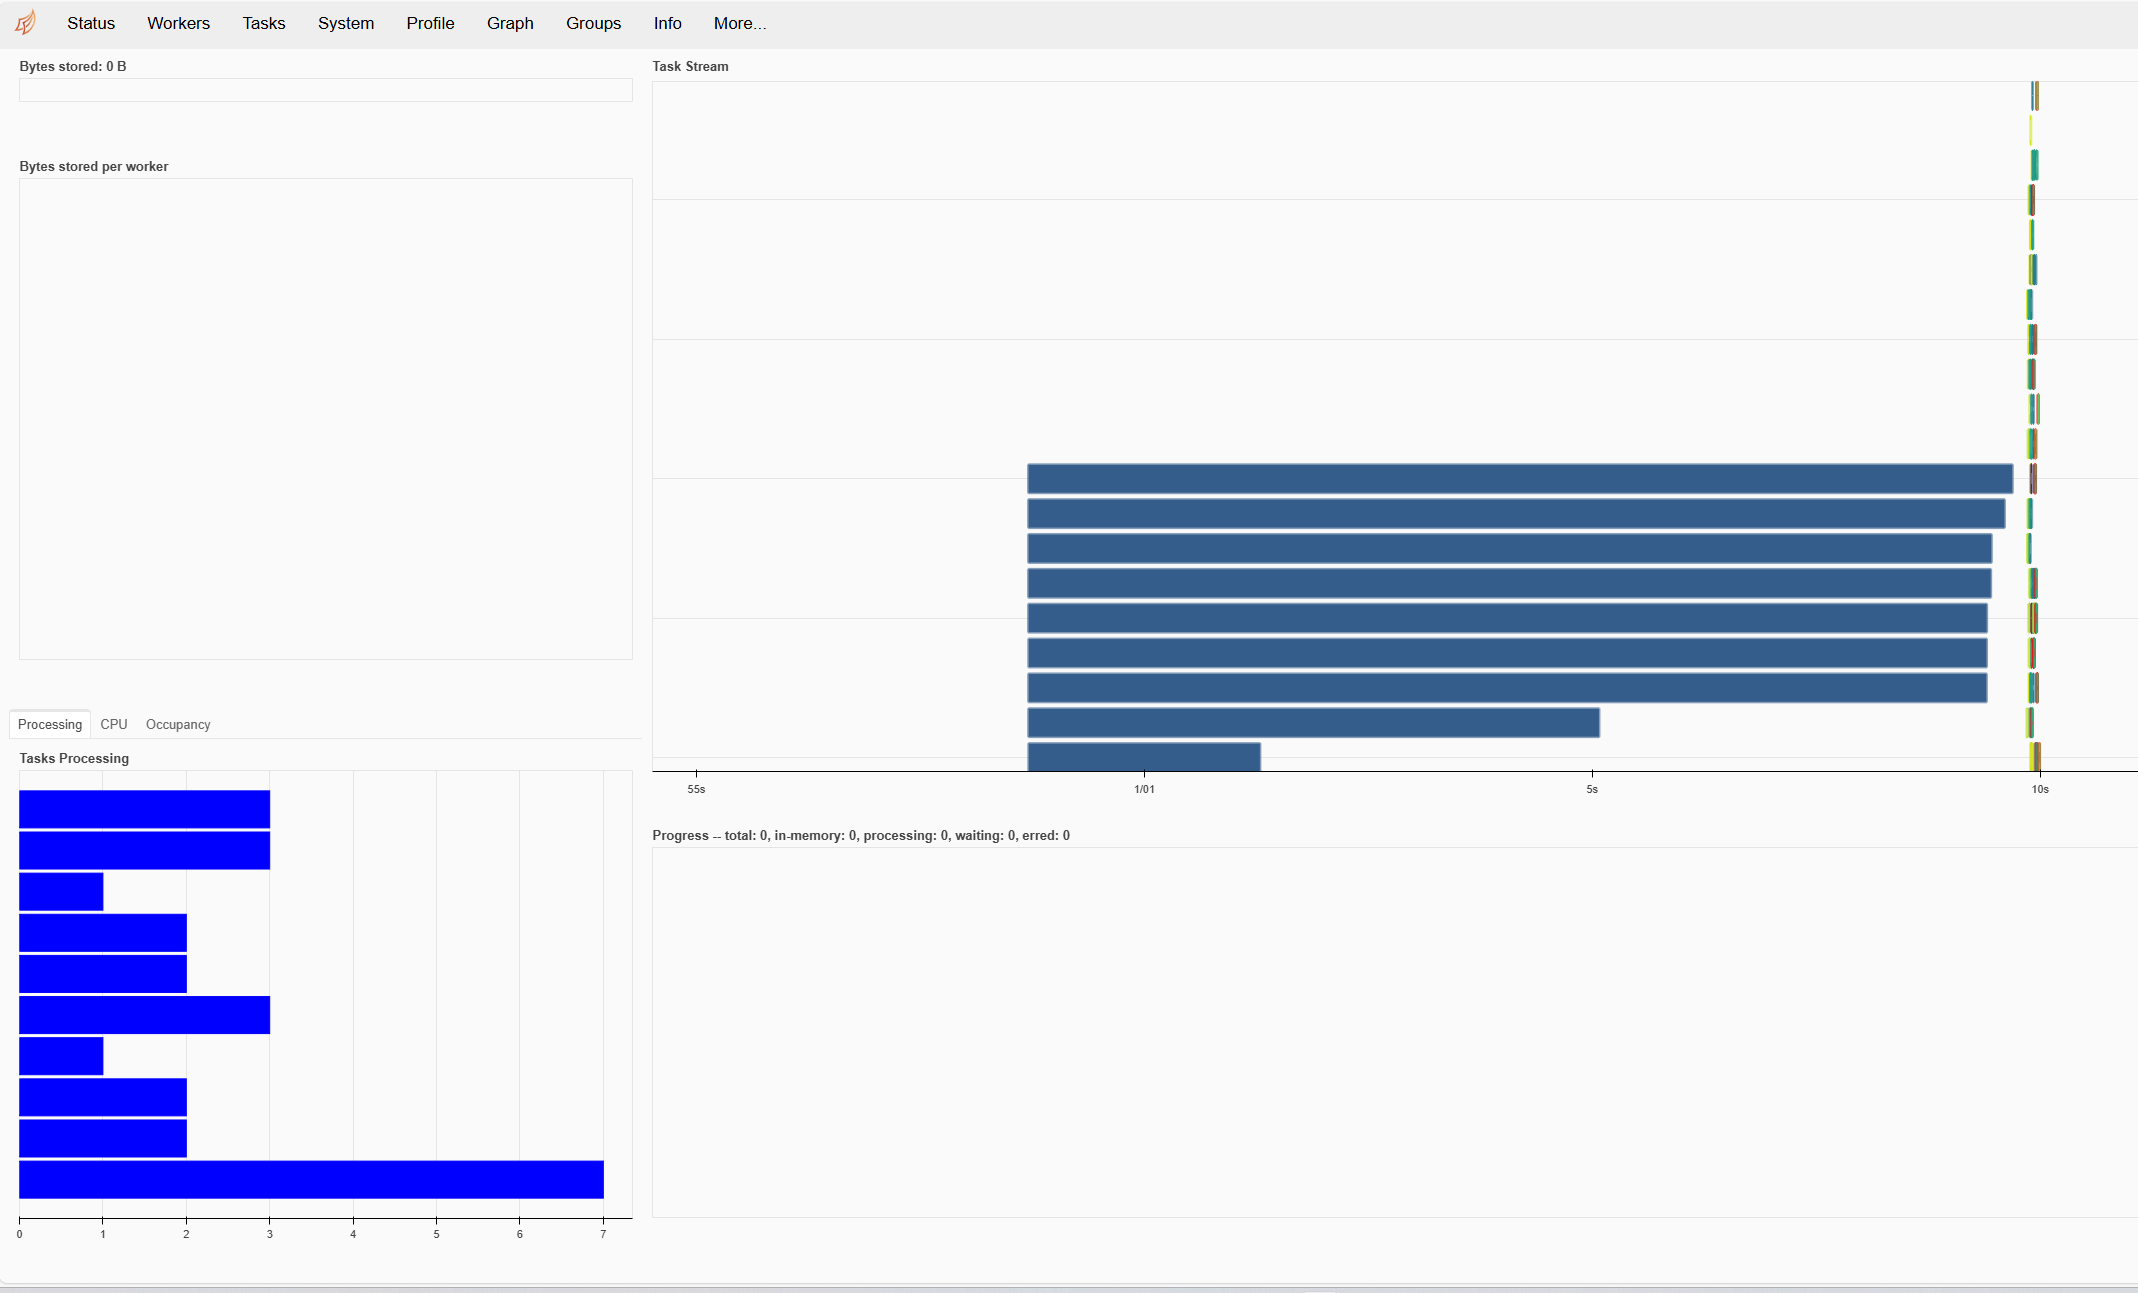 Status Workers Tasks System Profile Graph Groups Info More...
Bytes stored: 0 B
Bytes stored per worker
Processing CPU Occupancy
Tasks Processing
0 1 2 3 4 5 6 7
Task Stream
55s 1/01 5s 10s
Progress -- total: 0, in-memory: 0, processing: 0, waiting: 0, erred: 0